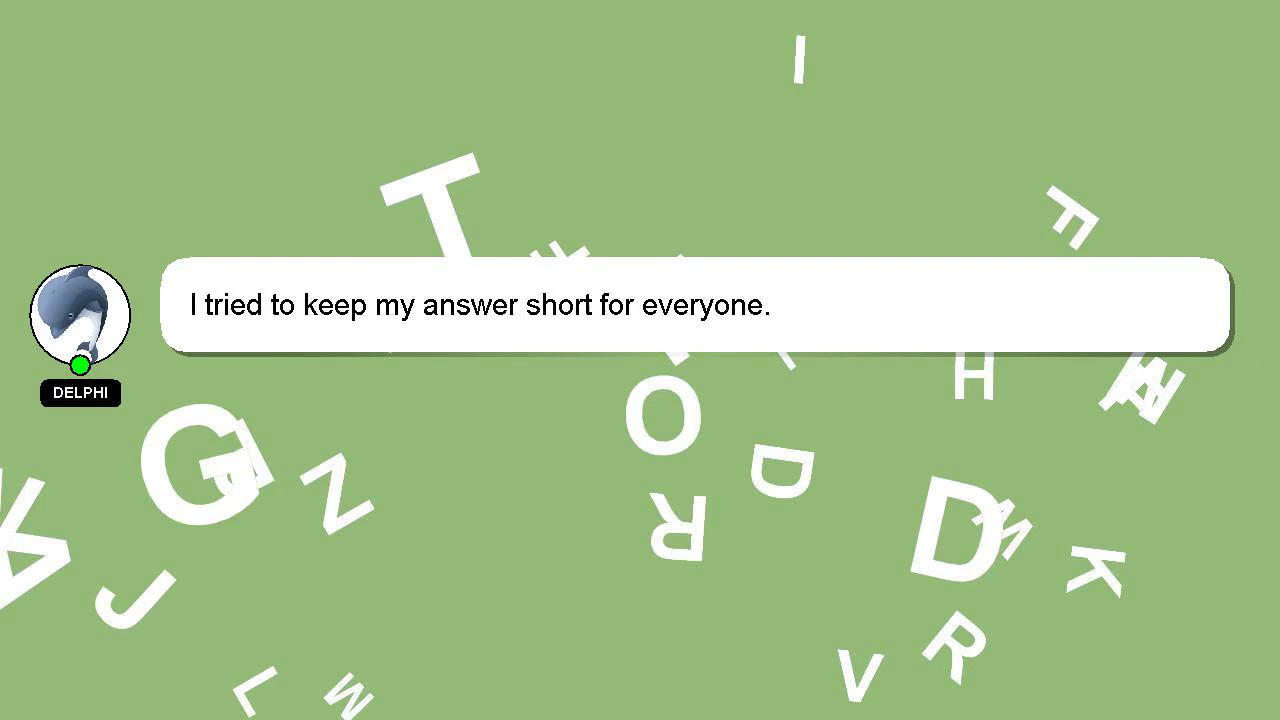 I
T
F
I tried to keep my answer short for everyone.
DELPHI
H
O
G
D
N
R
D
M
K
J
R
V
L
M